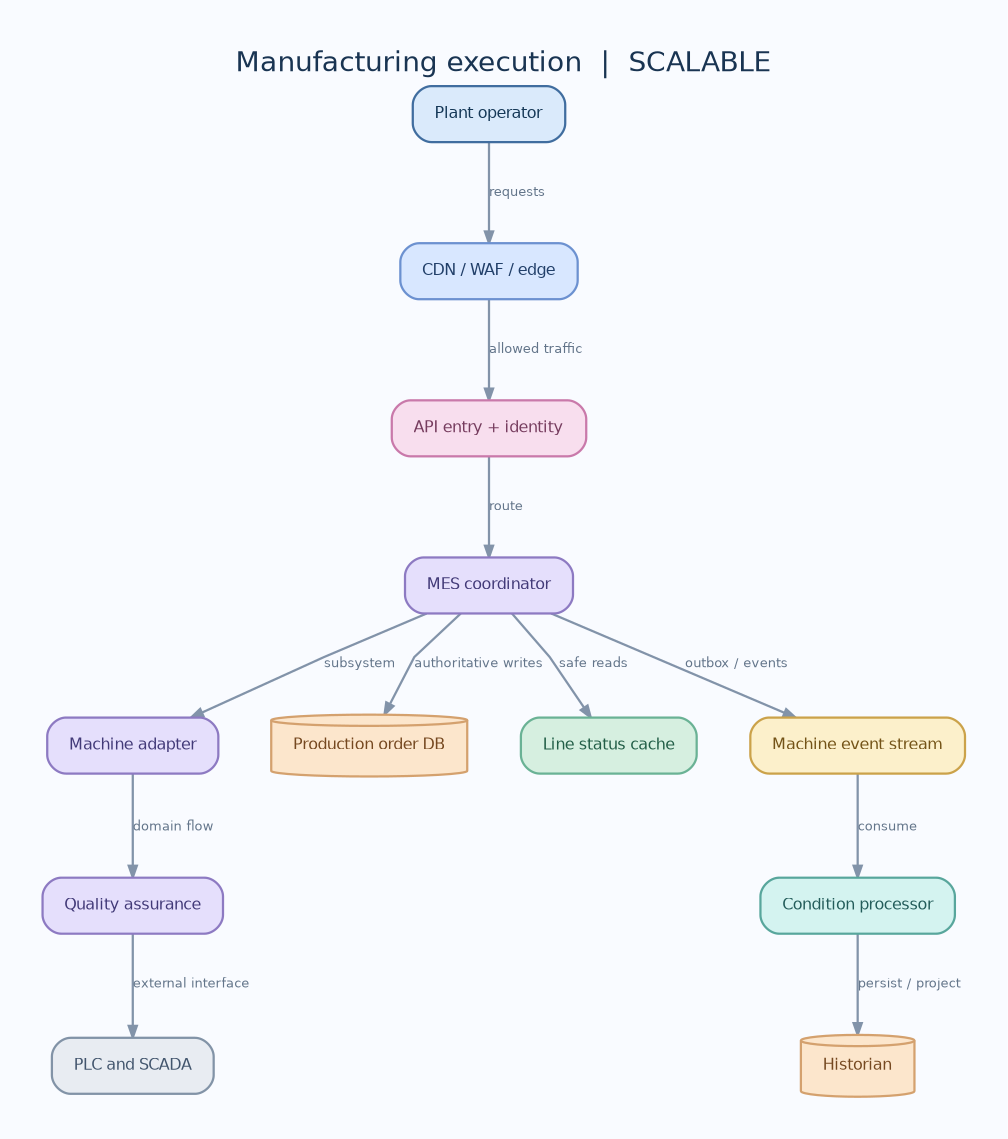 Manufacturing execution | SCALABLE
Plant operator
requests
CDN / WAF / edge
allowed traffic
API entry + identity
route
MES coordinator
subsystem
authoritative writes
safe reads
outbox / events
Machine adapter
Production order DB
Line status cache
Machine event stream
domain flow
consume
Quality assurance
Condition processor
external interface
persist / project
PLC and SCADA
Historian